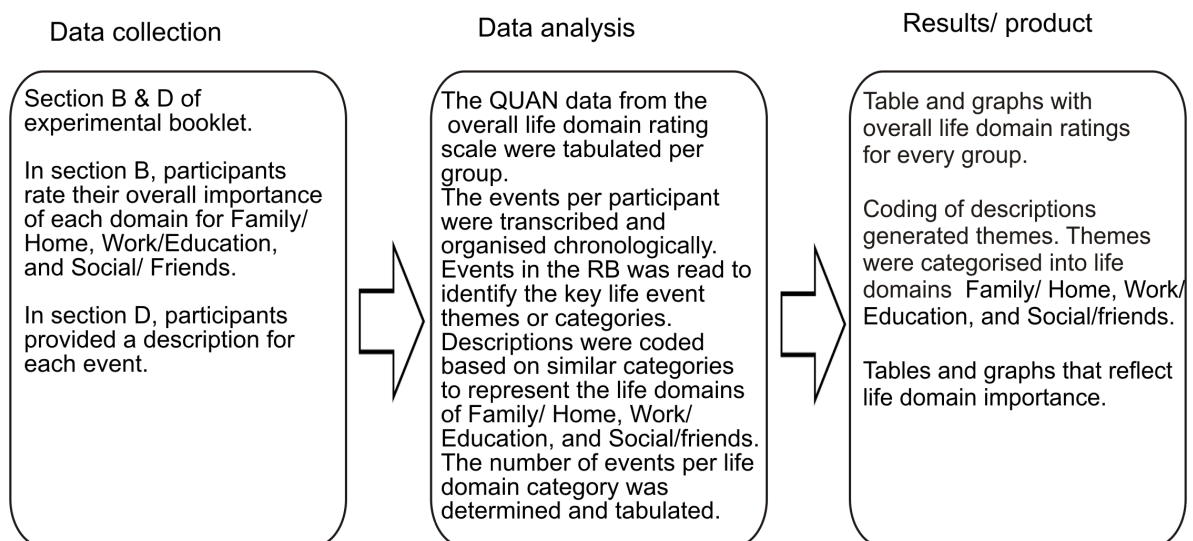 Data collection
Section B & D of
experimental booklet.
In section B, participants
rate their overall importance
of each domain for Family/
Home, Work/Education,
and Social/ Friends.
In section D, participants
provided a description for
each event.
Data analysis
The QUAN data from the
overall life domain rating
scale were tabulated per
group.
The events per participant
were transcribed and
organised chronologically.
Events in the RB was read to
identify the key life event
themes or categories.
Descriptions were coded
based on similar categories
to represent the life domains
of Family/ Home, Work/
Education, and Social/friends.
The number of events per life
domain category was
determined and tabulated.
Results/ product
Table and graphs with
overall life domain ratings
for every group.
Coding of descriptions
generated themes. Themes
were categorised into life
domains Family/ Home, Work/
Education, and Social/friends.
Tables and graphs that reflect
life domain importance.